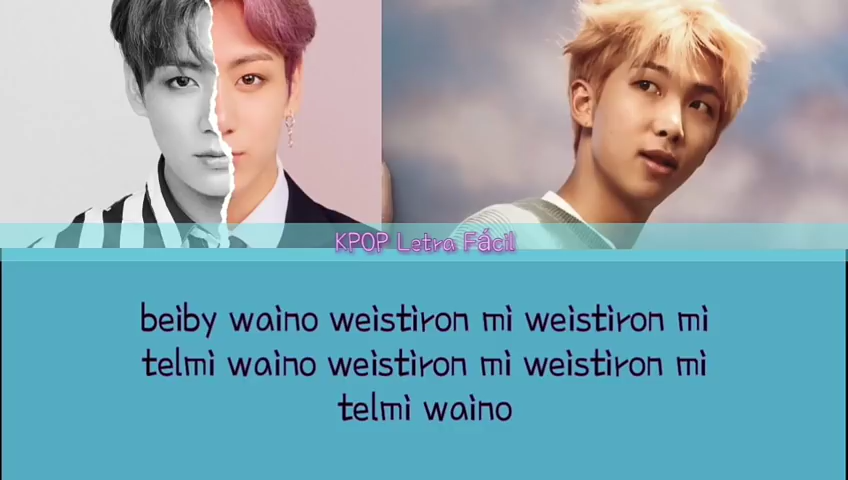 KPOP Letra Fácil
beiby waino weistiron mi weistiron mi
telmi waino weistiron mi weistiron mi
telmi waino